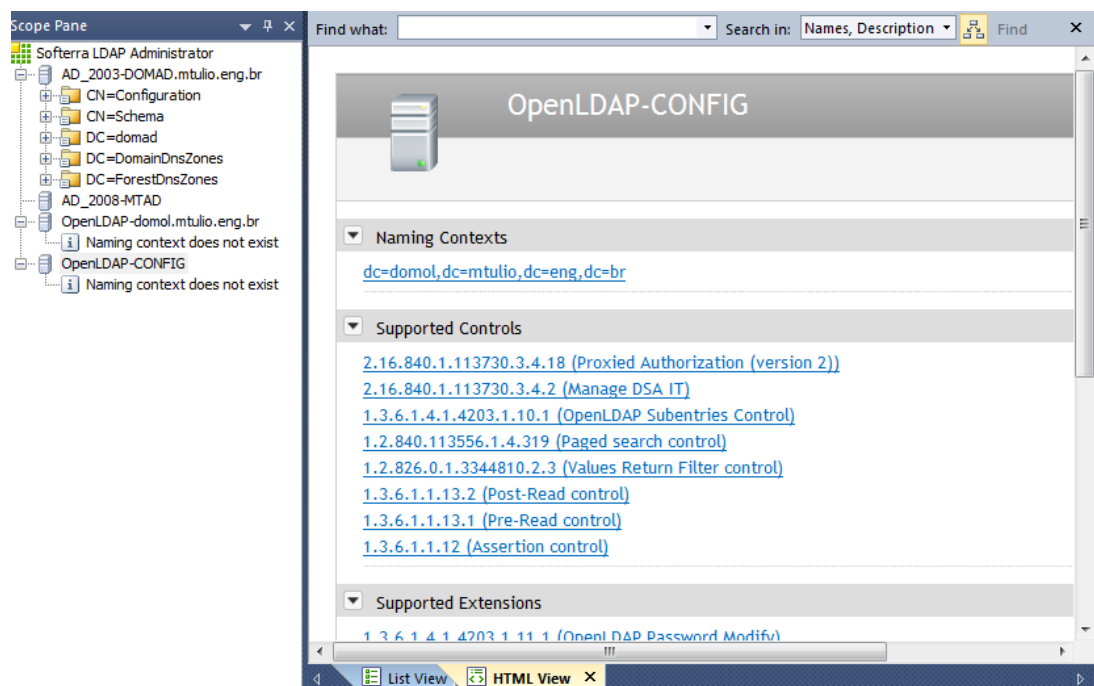 Scope Pane
Softerra LDAP Administrator
AD_2003-DOMAD.mtulio.eng.br
CN=Configuration
CN=Schema
DC=domad
DC=DomainDnsZones
DC=ForestDnsZones
AD_2008-MTAD
OpenLDAP-domol.mtulio.eng.br
Naming context does not exist
OpenLDAP-CONFIG
Naming context does not exist
Find what: Search in: Names, Description Find
OpenLDAP-CONFIG
Naming Contexts
dc=domol,dc=mtulio,dc=eng,dc=br
Supported Controls
2.16.840.1.113730.3.4.18 (Proxied Authorization (version 2))
2.16.840.1.113730.3.4.2 (Manage DSA IT)
1.3.6.1.4.1.4203.1.10.1 (OpenLDAP Subentries Control)
1.2.840.113556.1.4.319 (Paged search control)
1.2.826.0.1.3344810.2.3 (Values Return Filter control)
1.3.6.1.1.13.2 (Post-Read control)
1.3.6.1.1.13.1 (Pre-Read control)
1.3.6.1.1.12 (Assertion control)
Supported Extensions
1.3.6.1.4.1.4203.1.11.1 (OpenLDAP Password Modify)
List View HTML View